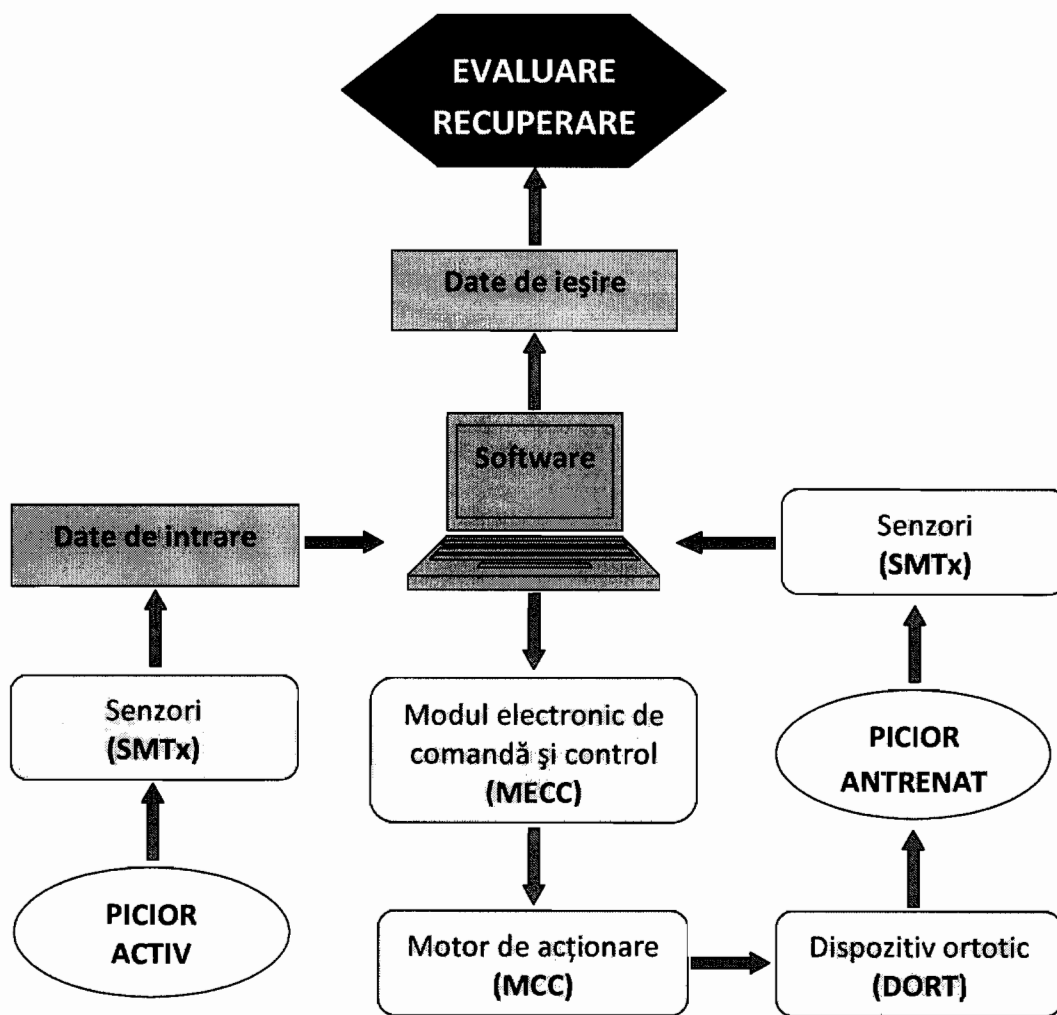 EVALUARE
RECUPERARE
Date de ieşire
Software
Date de intrare
Senzori
(SMTx)
Senzori
(SMTx)
Modul electronic de
comandă şi control
(MECC)
PICIOR
ANTRENAT
PICIOR
ACTIV
Motor de acţionare
(MCC)
Dispozitiv ortotic
(DORT)